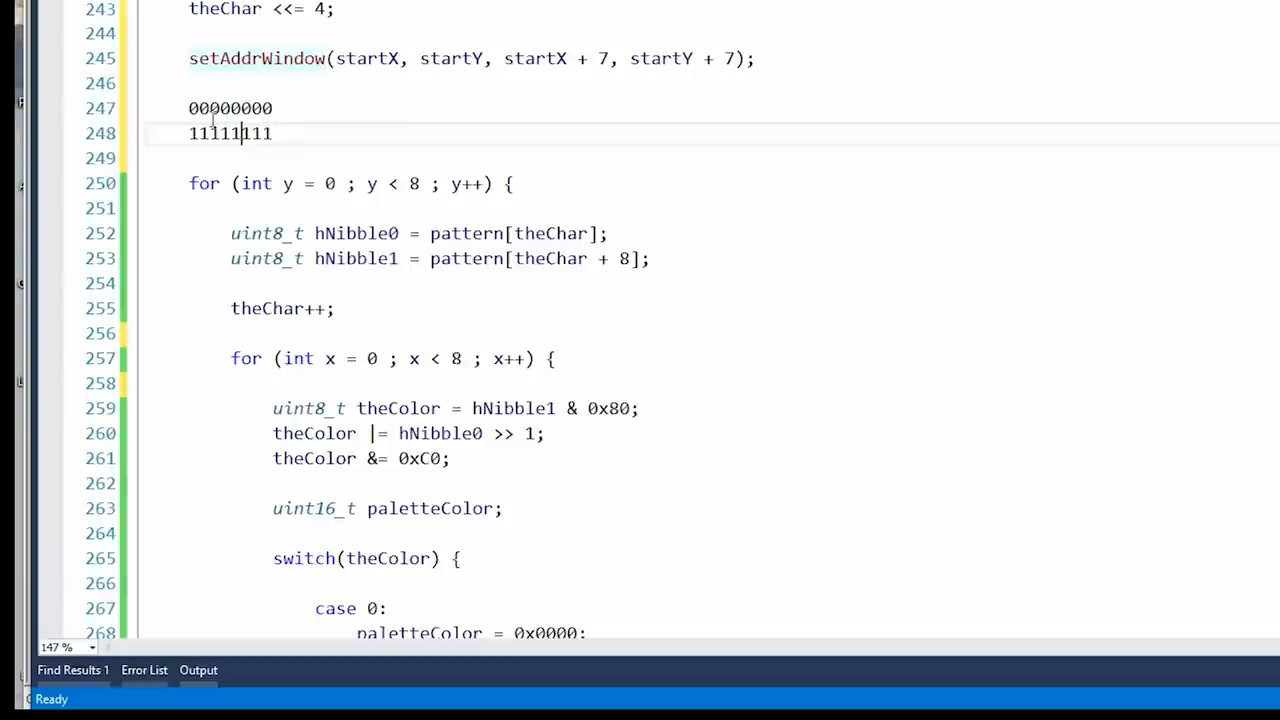 243 theChar <<= 4;
244
245 setAddrWindow(startX, startY, startX + 7, startY + 7);
246
247 00000000
248 11111111
249
250 for (int y = 0 ; y < 8 ; y++) {
251
252 uint8_t hNibble0 = pattern[theChar];
253 uint8_t hNibble1 = pattern[theChar + 8];
254
255 theChar++;
256
257 for (int x = 0 ; x < 8 ; x++) {
258
259 uint8_t theColor = hNibble1 & 0x80;
260 theColor |= hNibble0 >> 1;
261 theColor &= 0xC0;
262
263 uint16_t paletteColor;
264
265 switch(theColor) {
266
267 case 0:
268 paletteColor = 0x0000;
147 %
Find Results 1 Error List Output
Ready